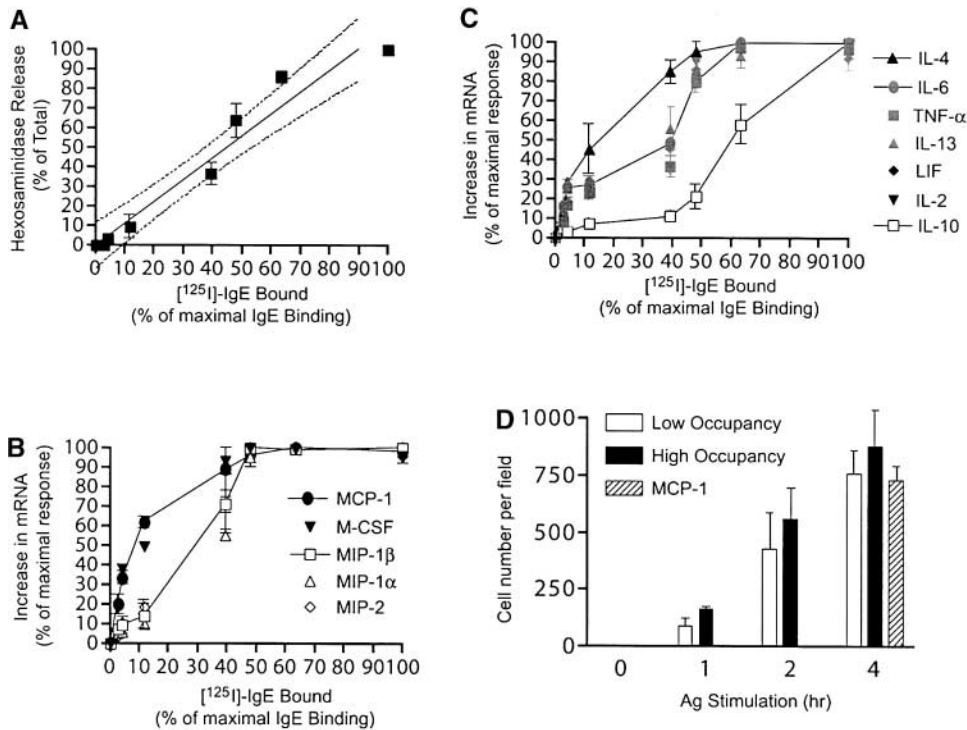 A
Hexosaminidase Release
(% of Total)
100
90
80
70
60
50
40
30
20
10
0
0 10 20 30 40 50 60 70 80 90 100
[125I]-IgE Bound
(% of maximal IgE Binding)
C
Increase in mRNA
(% of maximal response)
100
90
80
70
60
50
40
30
20
10
0
0 10 20 30 40 50 60 70 80 90 100
[125I]-IgE Bound
(% of maximal IgE Binding)
IL-4
IL-6
TNF-α
IL-13
LIF
IL-2
IL-10
B
Increase in mRNA
(% of maximal response)
100
90
80
70
60
50
40
30
20
10
0
0 10 20 30 40 50 60 70 80 90 100
[125I]-IgE Bound
(% of maximal IgE Binding)
MCP-1
M-CSF
MIP-1β
MIP-1α
MIP-2
D
Cell number per field
1000
750
500
250
0
Low Occupancy
High Occupancy
MCP-1
0 1 2 4
Ag Stimulation (hr)